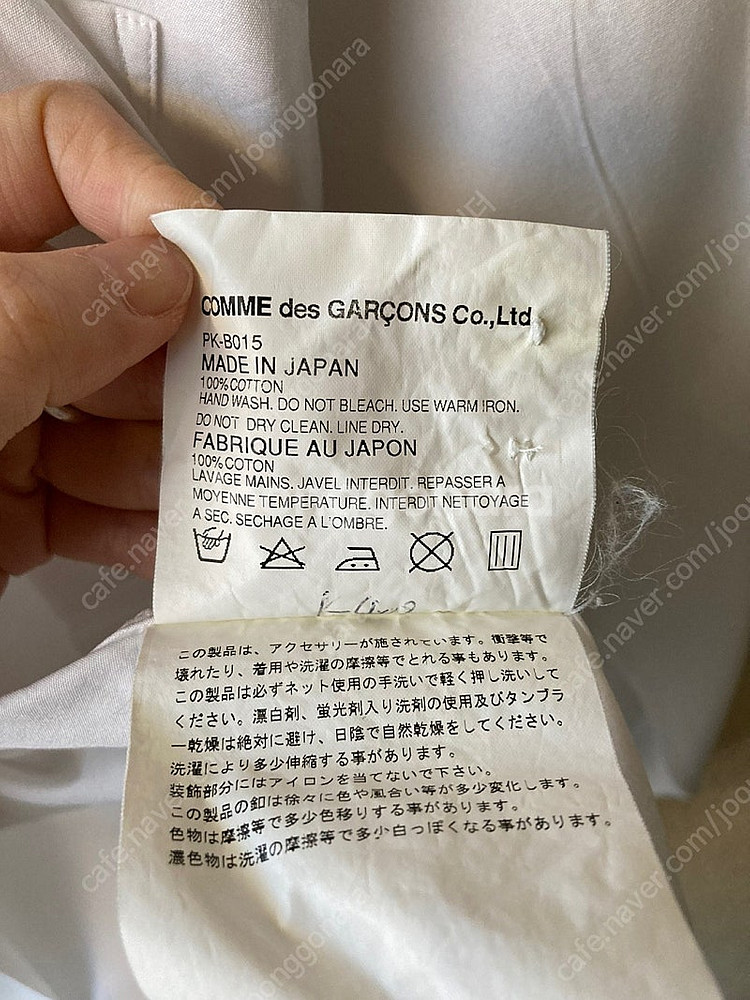 COMME des GARÇONS Co.,Ltd
PK-B015
MADE IN JAPAN
100%COTTON
HAND WASH. DO NOT BLEACH. USE WARM IRON.
DO NOT DRY CLEAN. LINE DRY.
FABRIQUE AU JAPON
100%COTON
LAVAGE MAINS. JAVEL INTERDIT. REPASSER A
MOYENNE TEMPERATURE. INTERDIT NETTOYAGE
A SEC. SECHAGE A L'OMBRE.
この製品は、アクセサリーが施されています。衝撃等で
壊れたり、着用や洗濯の摩擦等でとれる事もあります。
この製品は必ずネット使用の手洗いで軽く押し洗いして
ください。漂白剤、蛍光剤入り洗剤の使用及びタンブラ
ー乾燥は絶対に避け、日陰で自然乾燥をしてください。
洗濯により多少伸縮する事があります。
装飾部分にはアイロンを当てないで下さい。
この製品の釦は徐々に色や風合い等が多少変化します。
色物は摩擦等で多少色移りする事があります。
濃色物は洗濯の摩擦等で多少白っぽくなる事があります。
cafe.naver.com/joonggonara